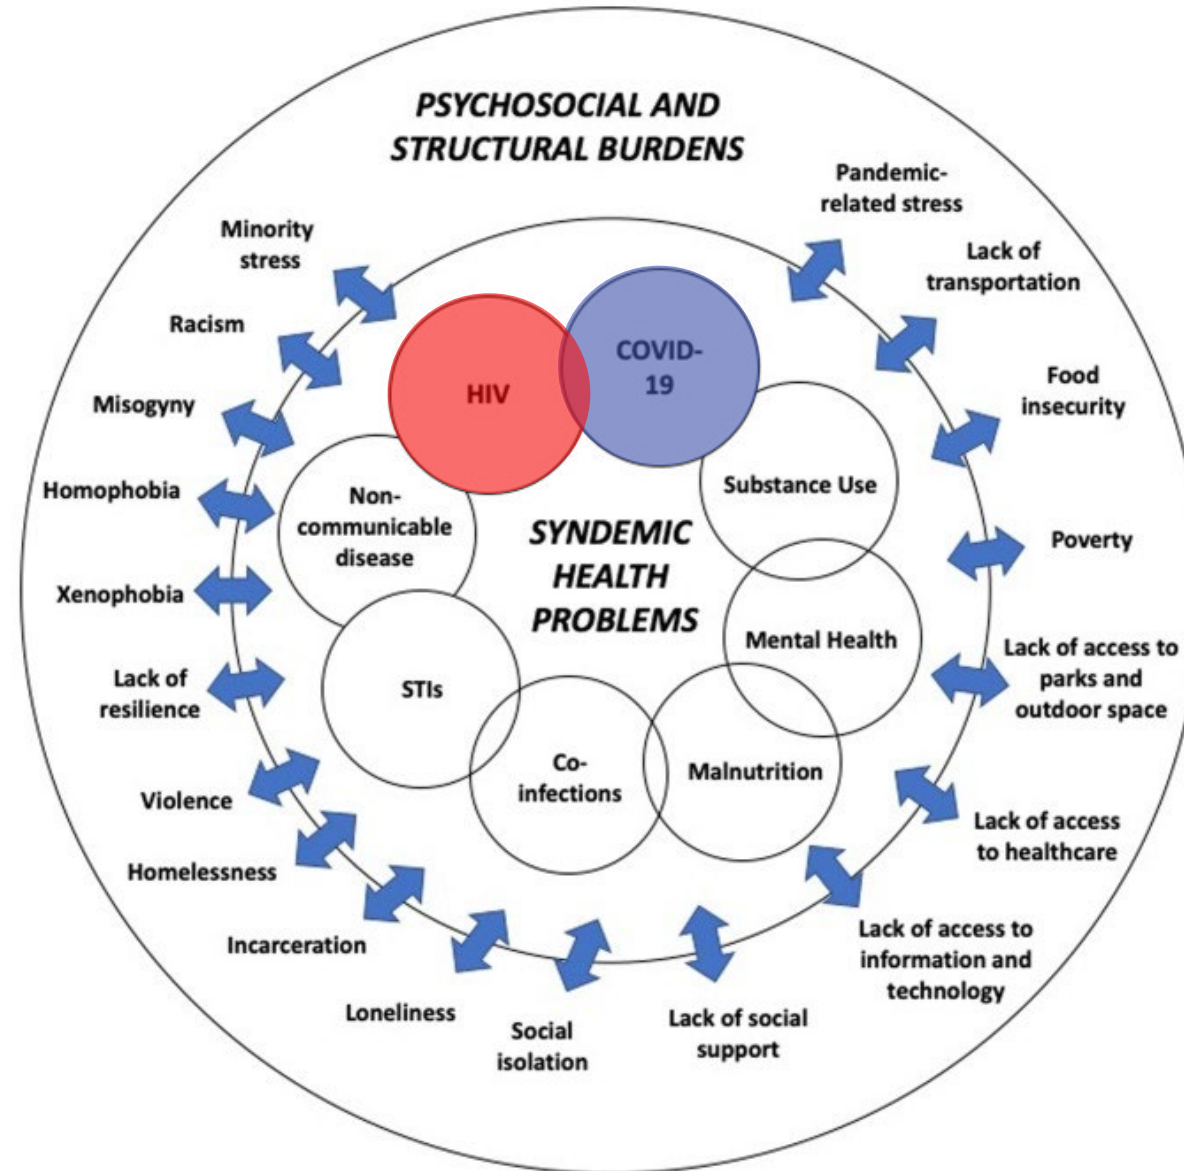 PSYCHOSOCIAL AND
STRUCTURAL BURDENS
Pandemic-
related stress
Lack of
transportation
Food
insecurity
Poverty
Lack of access to
parks and
outdoor space
Lack of access
to healthcare
Lack of access to
information and
technology
Lack of social
support
Social
isolation
Loneliness
Incarceration
Homelessness
Violence
Lack of
resilience
Xenophobia
Homophobia
Misogyny
Racism
Minority
stress
HIV
COVID-
19
Substance Use
Mental Health
Malnutrition
Co-
infections
STIs
Non-
communicable
disease
SYNDEMIC
HEALTH
PROBLEMS